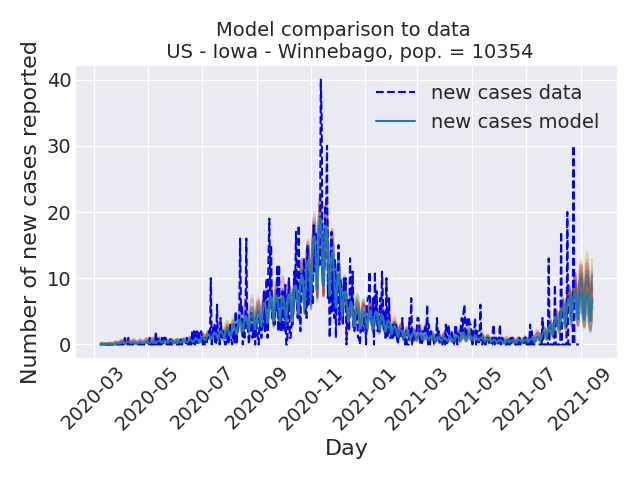 Model comparison to data
US - Iowa - Winnebago, pop. = 10354
Number of new cases reported
40
30
20
10
0
new cases data
new cases model
2020-03
2020-05
2020-07
2020-09
2020-11
2021-01
2021-03
2021-05
2021-07
2021-09
Day